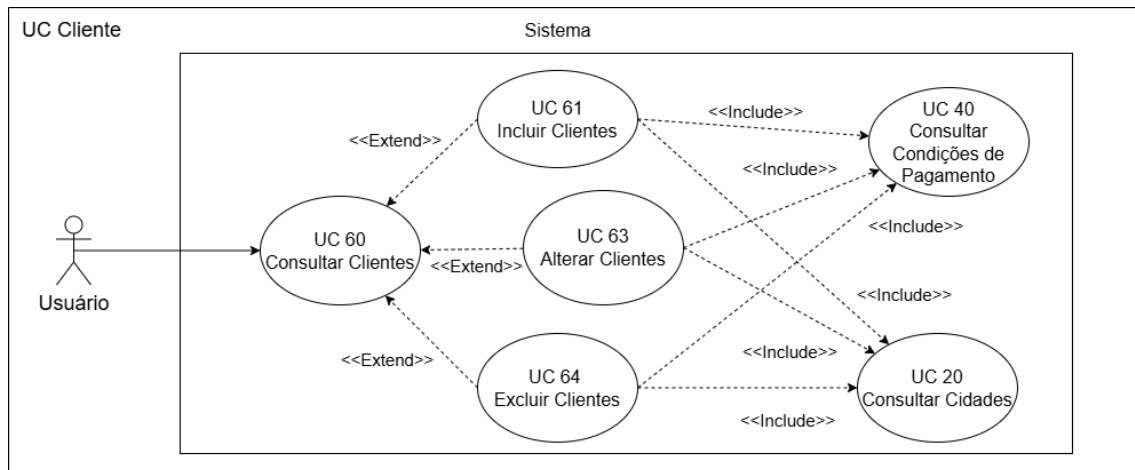 UC Cliente
Sistema
UC 61
Incluir Clientes
<<Include>>
UC 40
Consultar
Condições de
Pagamento
<<Extend>>
<<Include>>
UC 60
Consultar Clientes
UC 63
Alterar Clientes
<<Include>>
<<Extend>>
Usuário
<<Include>>
<<Extend>>
<<Include>>
UC 64
Excluir Clientes
UC 20
Consultar Cidades
<<Include>>